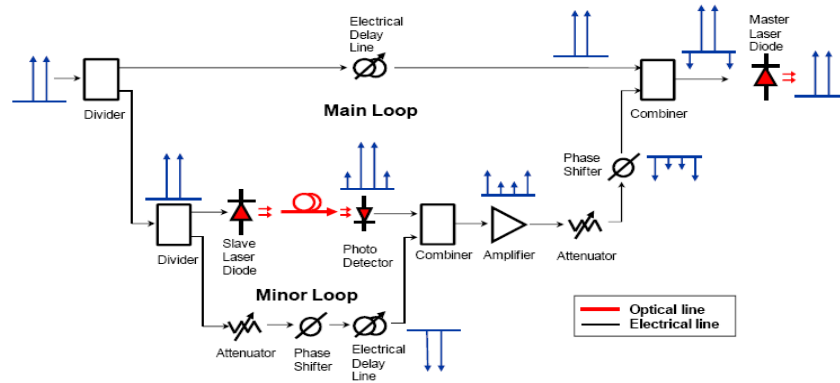 Electrical
Delay
Line
Master
Laser
Diode
Divider
Main Loop
Combiner
Phase
Shifter
Divider
Slave
Laser
Diode
Photo
Detector
Combiner
Amplifier
Attenuator
Minor Loop
Attenuator
Phase
Shifter
Electrical
Delay
Line
Optical line
Electrical line